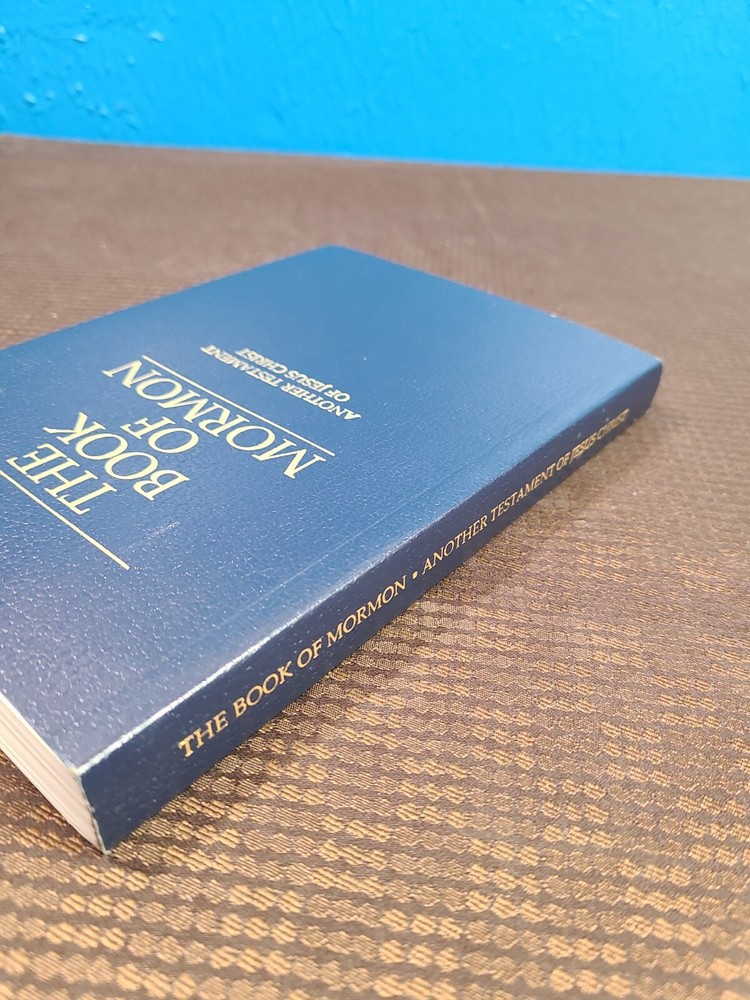 THE
BOOK
OF
MORMON
ANOTHER TESTAMENT
OF JESUS CHRIST
THE BOOK OF MORMON • ANOTHER TESTAMENT OF JESUS CHRIST